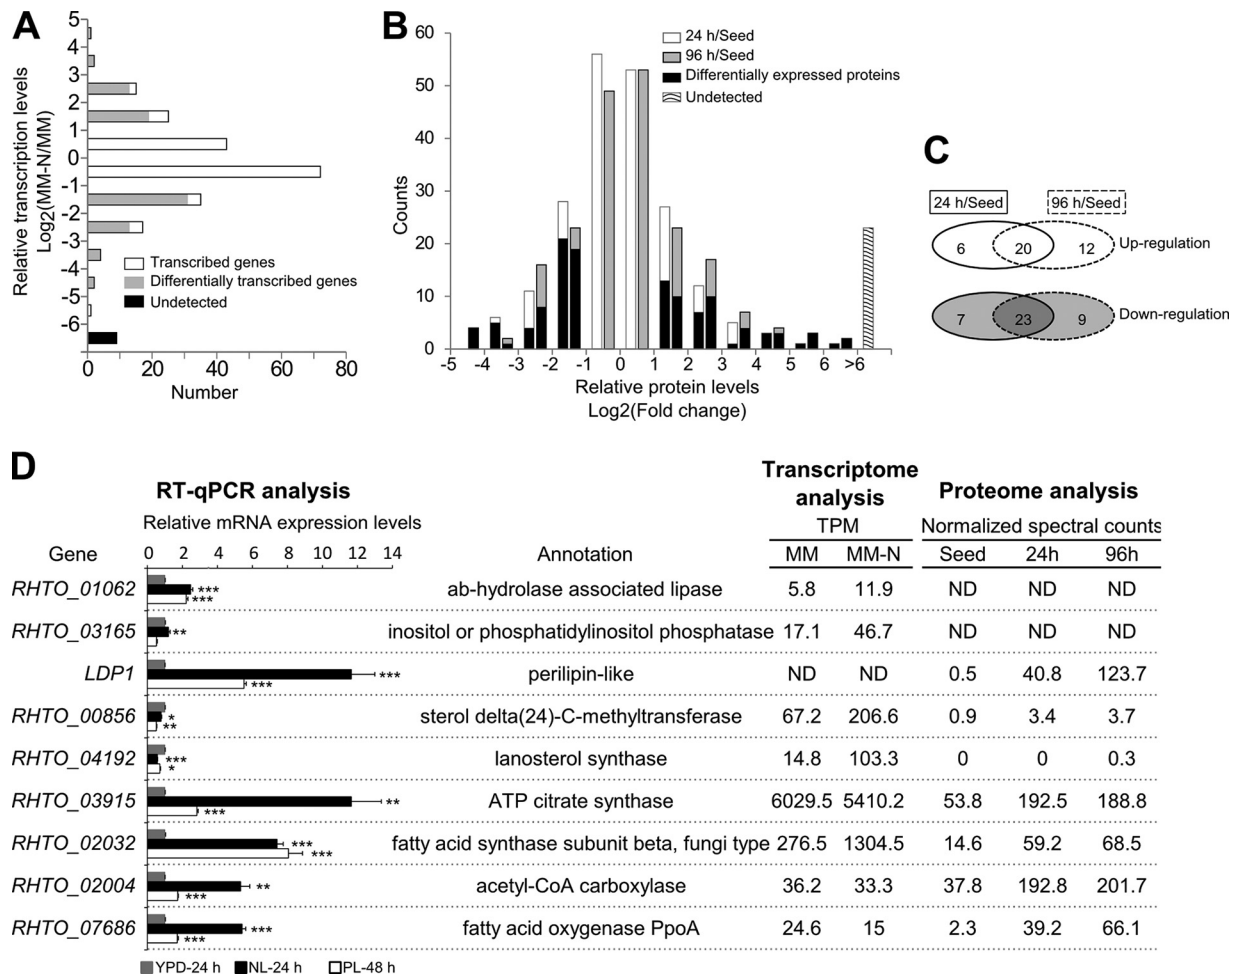 A
Relative transcription levels
Log2(MM-N/MM)
5
4
3
2
1
0
-1
-2
-3
-4
-5
-6
Transcribed genes
Differentially transcribed genes
Undetected
0 20 40 60 80
Number
B
24 h/Seed
96 h/Seed
Differentially expressed proteins
Undetected
Counts
60
50
40
30
20
10
0
-5 -4 -3 -2 -1 0 1 2 3 4 5 6 >6
Relative protein levels
Log2(Fold change)
C
24 h/Seed 96 h/Seed
6 20 12 Up-regulation
7 23 9 Down-regulation
D
RT-qPCR analysis
Transcriptome
analysis
Proteome analysis
Relative mRNA expression levels
TPM
Normalized spectral counts
Gene 0 2 4 6 8 10 12 14 Annotation MM MM-N Seed 24h 96h
RHTO_01062 *** *** ab-hydrolase associated lipase 5.8 11.9 ND ND ND
RHTO_03165 ** inositol or phosphatidylinositol phosphatase 17.1 46.7 ND ND ND
LDP1 *** *** perilipin-like ND ND 0.5 40.8 123.7
RHTO_00856 * ** sterol delta(24)-C-methyltransferase 67.2 206.6 0.9 3.4 3.7
RHTO_04192 *** * lanosterol synthase 14.8 103.3 0 0 0.3
RHTO_03915 ** *** ATP citrate synthase 6029.5 5410.2 53.8 192.5 188.8
RHTO_02032 *** *** fatty acid synthase subunit beta, fungi type 276.5 1304.5 14.6 59.2 68.5
RHTO_02004 ** *** acetyl-CoA carboxylase 36.2 33.3 37.8 192.8 201.7
RHTO_07686 *** *** fatty acid oxygenase PpoA 24.6 15 2.3 39.2 66.1
YPD-24 h NL-24 h PL-48 h